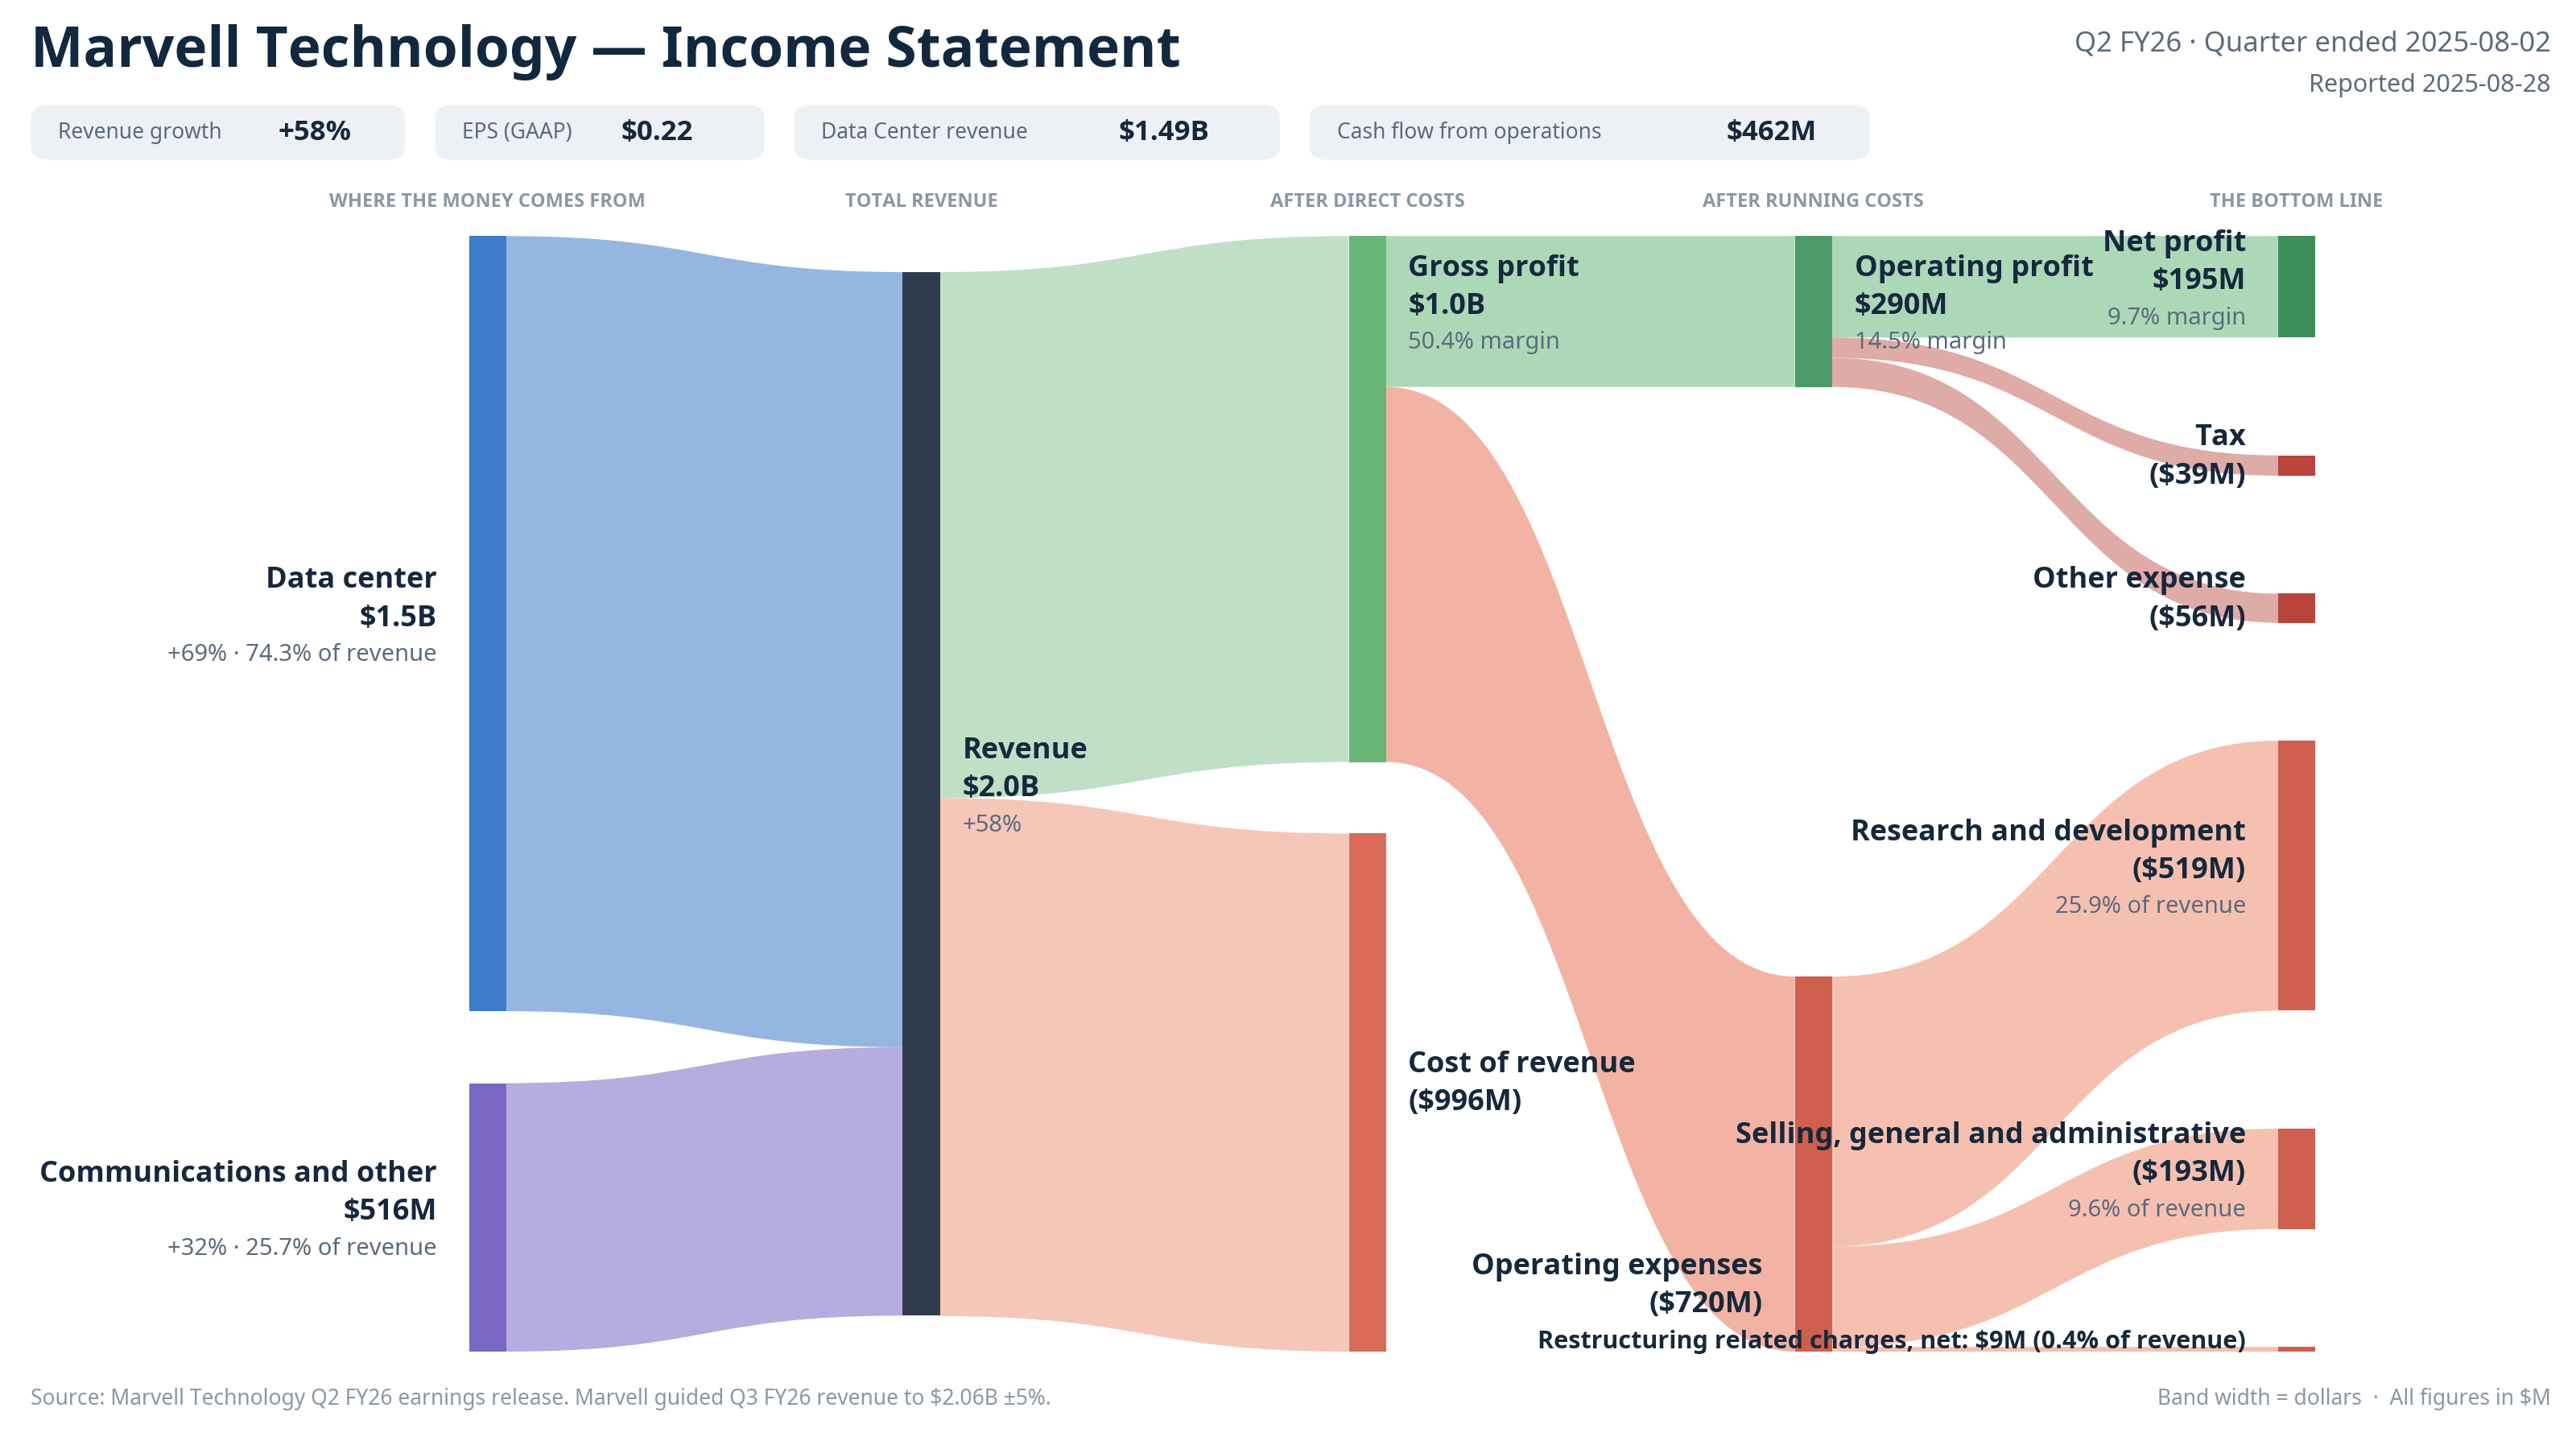 Marvell Technology — Income Statement
Q2 FY26 · Quarter ended 2025-08-02
Reported 2025-08-28
Revenue growth +58%
EPS (GAAP) $0.22
Data Center revenue $1.49B
Cash flow from operations $462M
WHERE THE MONEY COMES FROM
TOTAL REVENUE
AFTER DIRECT COSTS
AFTER RUNNING COSTS
THE BOTTOM LINE
Data center
$1.5B
+69% · 74.3% of revenue
Communications and other
$516M
+32% · 25.7% of revenue
Revenue
$2.0B
+58%
Gross profit
$1.0B
50.4% margin
Cost of revenue
($996M)
Operating profit
$290M
14.5% margin
Operating expenses
($720M)
Net profit
$195M
9.7% margin
Tax
($39M)
Other expense
($56M)
Research and development
($519M)
25.9% of revenue
Selling, general and administrative
($193M)
9.6% of revenue
Restructuring related charges, net: $9M (0.4% of revenue)
Source: Marvell Technology Q2 FY26 earnings release. Marvell guided Q3 FY26 revenue to $2.06B ±5%.
Band width = dollars · All figures in $M